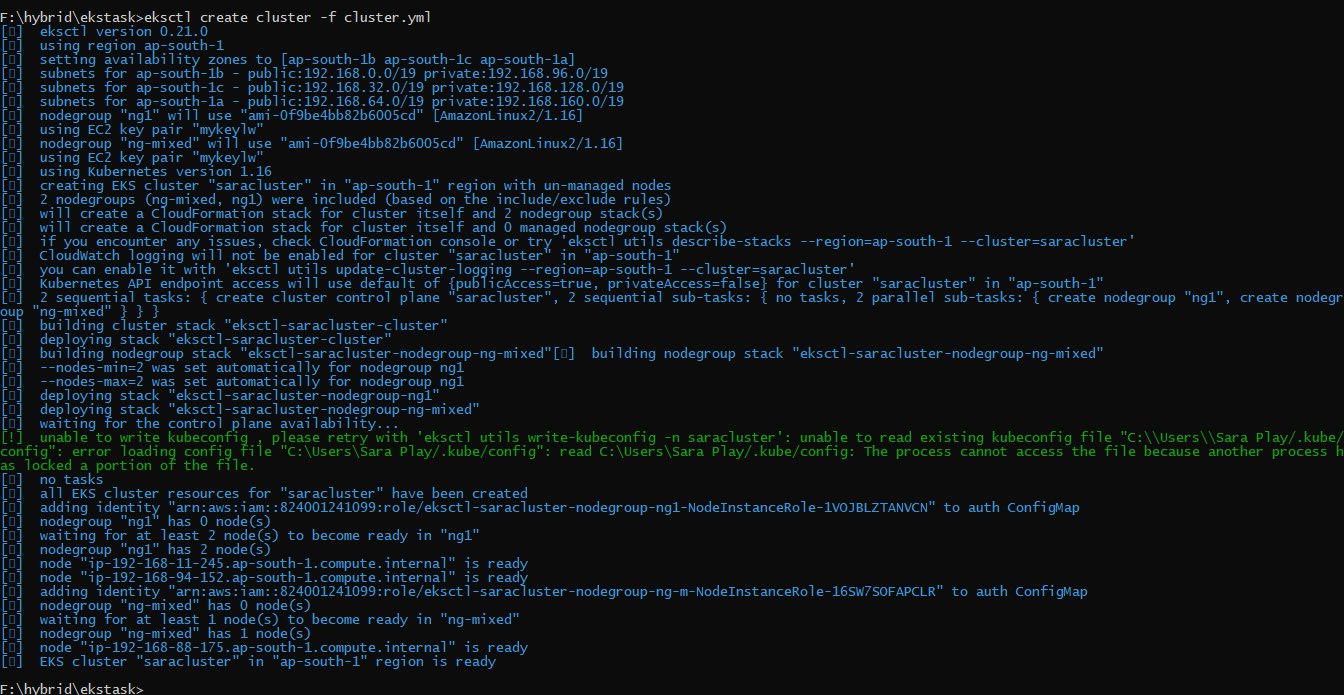 F:\hybrid\ekstask>eksctl create cluster -f cluster.yml
[▯]  eksctl version 0.21.0
[▯]  using region ap-south-1
[▯]  setting availability zones to [ap-south-1b ap-south-1c ap-south-1a]
[▯]  subnets for ap-south-1b - public:192.168.0.0/19 private:192.168.96.0/19
[▯]  subnets for ap-south-1c - public:192.168.32.0/19 private:192.168.128.0/19
[▯]  subnets for ap-south-1a - public:192.168.64.0/19 private:192.168.160.0/19
[▯]  nodegroup "ng1" will use "ami-0f9be4bb82b6005cd" [AmazonLinux2/1.16]
[▯]  using EC2 key pair "mykeylw"
[▯]  nodegroup "ng-mixed" will use "ami-0f9be4bb82b6005cd" [AmazonLinux2/1.16]
[▯]  using EC2 key pair "mykeylw"
[▯]  using Kubernetes version 1.16
[▯]  creating EKS cluster "saracluster" in "ap-south-1" region with un-managed nodes
[▯]  2 nodegroups (ng-mixed, ng1) were included (based on the include/exclude rules)
[▯]  will create a CloudFormation stack for cluster itself and 2 nodegroup stack(s)
[▯]  will create a CloudFormation stack for cluster itself and 0 managed nodegroup stack(s)
[▯]  if you encounter any issues, check CloudFormation console or try 'eksctl utils describe-stacks --region=ap-south-1 --cluster=saracluster'
[▯]  CloudWatch logging will not be enabled for cluster "saracluster" in "ap-south-1"
[▯]  you can enable it with 'eksctl utils update-cluster-logging --region=ap-south-1 --cluster=saracluster'
[▯]  Kubernetes API endpoint access will use default of {publicAccess=true, privateAccess=false} for cluster "saracluster" in "ap-south-1"
[▯]  2 sequential tasks: { create cluster control plane "saracluster", 2 sequential sub-tasks: { no tasks, 2 parallel sub-tasks: { create nodegroup "ng1", create nodegr
oup "ng-mixed" } } }
[▯]  building cluster stack "eksctl-saracluster-cluster"
[▯]  deploying stack "eksctl-saracluster-cluster"
[▯]  building nodegroup stack "eksctl-saracluster-nodegroup-ng-mixed"[▯]  building nodegroup stack "eksctl-saracluster-nodegroup-ng-mixed"
[▯]  --nodes-min=2 was set automatically for nodegroup ng1
[▯]  --nodes-max=2 was set automatically for nodegroup ng1
[▯]  deploying stack "eksctl-saracluster-nodegroup-ng1"
[▯]  deploying stack "eksctl-saracluster-nodegroup-ng-mixed"
[▯]  waiting for the control plane availability...
[!]  unable to write kubeconfig , please retry with 'eksctl utils write-kubeconfig -n saracluster': unable to read existing kubeconfig file "C:\\Users\\Sara Play/.kube/
config": error loading config file "C:\Users\Sara Play/.kube/config": read C:\Users\Sara Play/.kube/config: The process cannot access the file because another process h
as locked a portion of the file.
[▯]  no tasks
[▯]  all EKS cluster resources for "saracluster" have been created
[▯]  adding identity "arn:aws:iam::824001241099:role/eksctl-saracluster-nodegroup-ng1-NodeInstanceRole-1VOJBLZTANVCN" to auth ConfigMap
[▯]  nodegroup "ng1" has 0 node(s)
[▯]  waiting for at least 2 node(s) to become ready in "ng1"
[▯]  nodegroup "ng1" has 2 node(s)
[▯]  node "ip-192-168-11-245.ap-south-1.compute.internal" is ready
[▯]  node "ip-192-168-94-152.ap-south-1.compute.internal" is ready
[▯]  adding identity "arn:aws:iam::824001241099:role/eksctl-saracluster-nodegroup-ng-m-NodeInstanceRole-16SW7SOFAPCLR" to auth ConfigMap
[▯]  nodegroup "ng-mixed" has 0 node(s)
[▯]  waiting for at least 1 node(s) to become ready in "ng-mixed"
[▯]  nodegroup "ng-mixed" has 1 node(s)
[▯]  node "ip-192-168-88-175.ap-south-1.compute.internal" is ready
[▯]  EKS cluster "saracluster" in "ap-south-1" region is ready
F:\hybrid\ekstask>